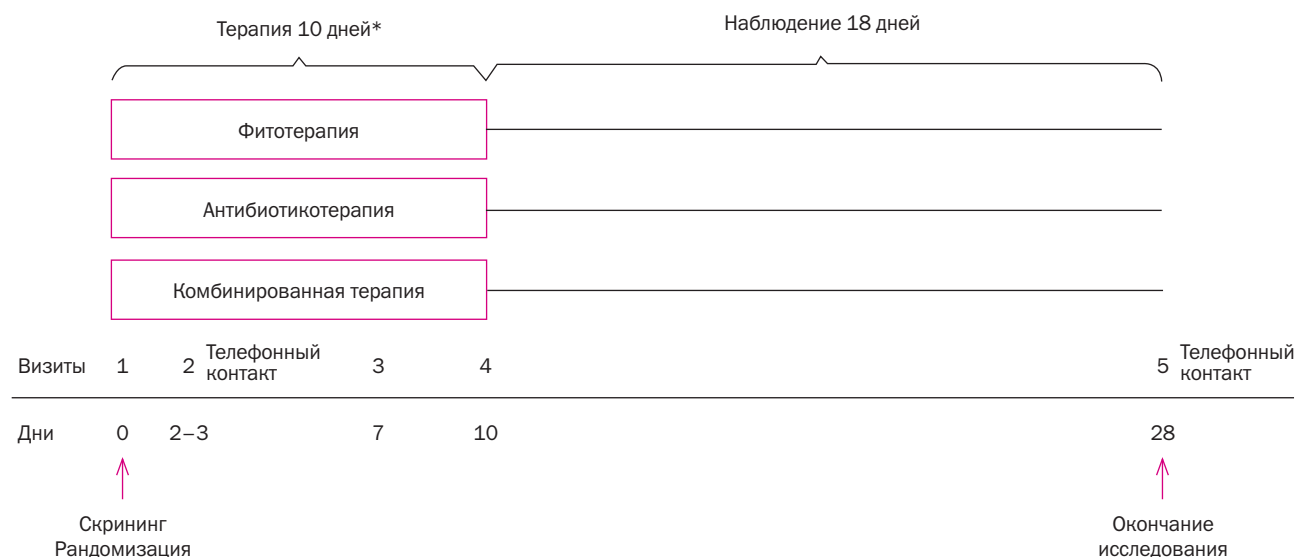 Терапия 10 дней*
Наблюдение 18 дней
Фитотерапия
Антибиотикотерапия
Комбинированная терапия
Визиты 1 2 Телефонный контакт 3 4 5 Телефонный контакт
Дни 0 2–3 7 10 28
Скрининг
Рандомизация
Окончание
исследования